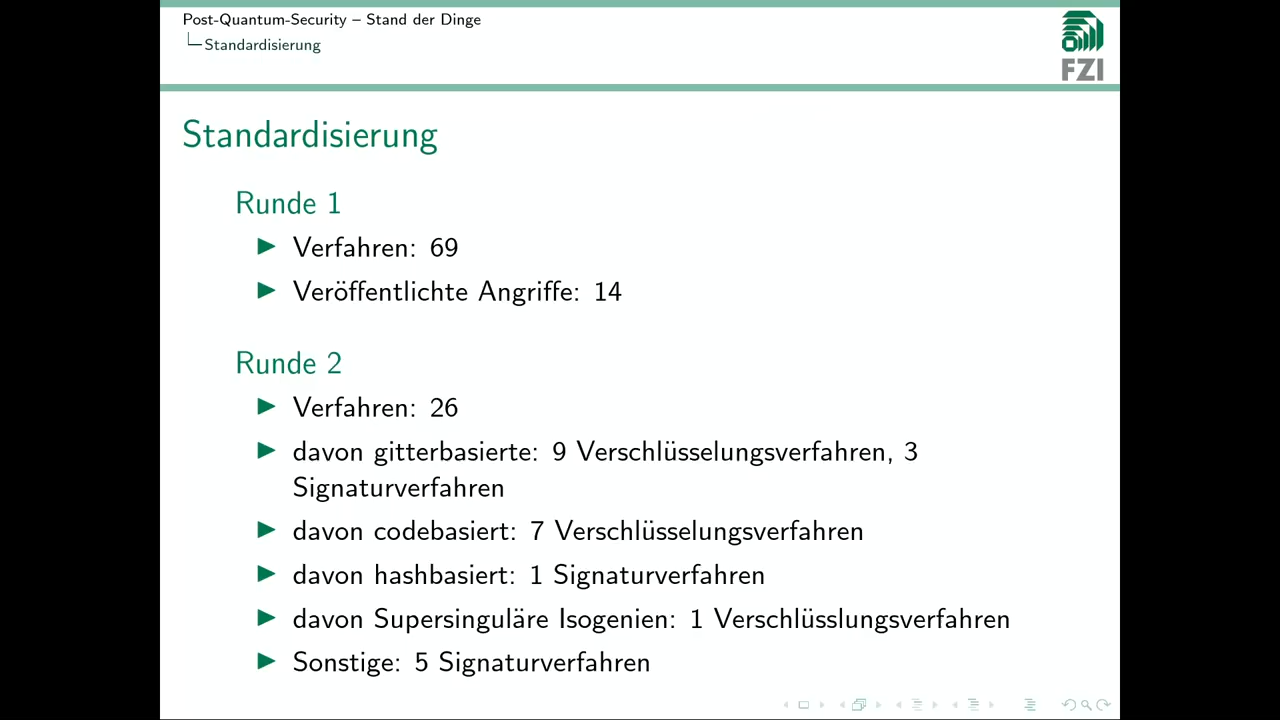 Post-Quantum-Security – Stand der Dinge
Standardisierung
FZI
Standardisierung
Runde 1
Verfahren: 69
Veröffentlichte Angriffe: 14
Runde 2
Verfahren: 26
davon gitterbasierte: 9 Verschlüsselungsverfahren, 3
Signaturverfahren
davon codebasiert: 7 Verschlüsselungsverfahren
davon hashbasiert: 1 Signaturverfahren
davon Supersinguläre Isogenien: 1 Verschlüsslungsverfahren
Sonstige: 5 Signaturverfahren